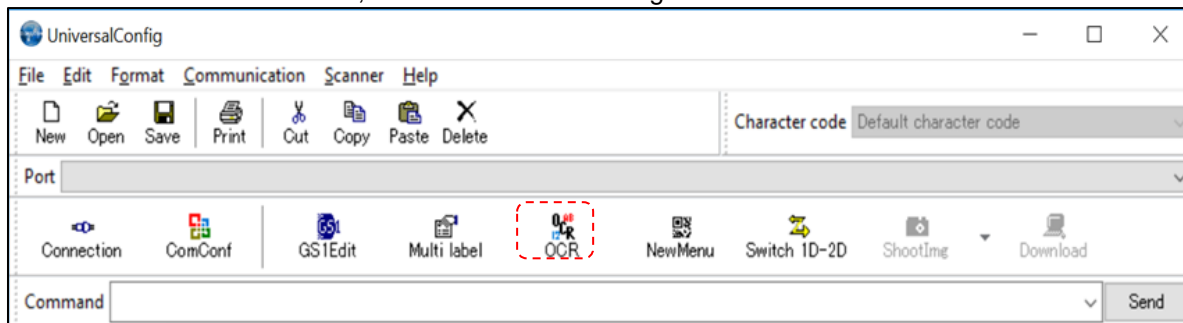 UniversalConfig
File Edit Format Communication Scanner Help
New Open Save Print Cut Copy Paste Delete Character code Default character code
Port
Connection ComConf GS1Edit Multi label OCR NewMenu Switch 1D-2D ShootImg Download
Command Send